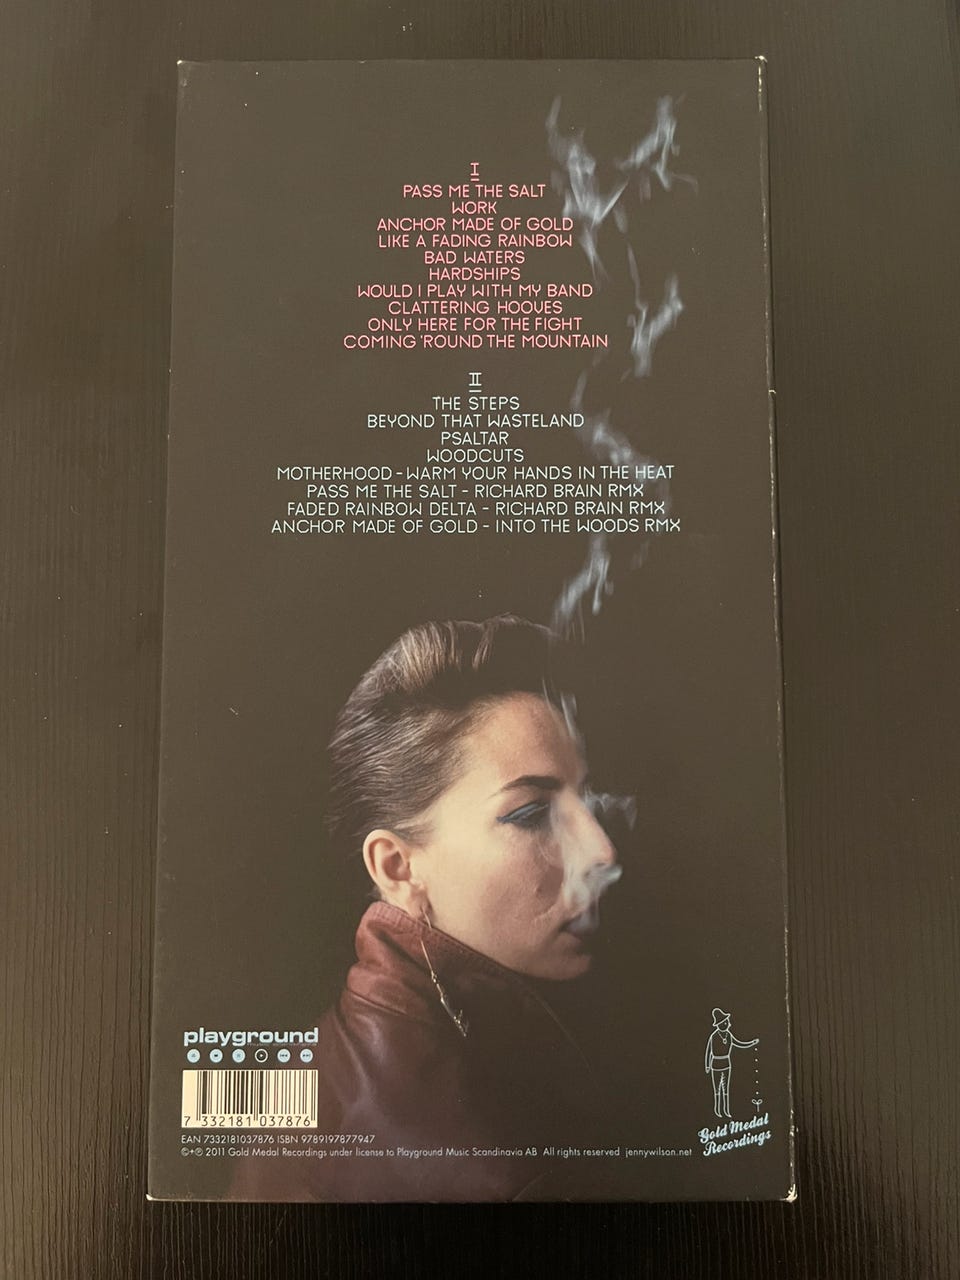 I
PASS ME THE SALT
WORK
ANCHOR MADE OF GOLD
LIKE A FADING RAINBOW
BAD WATERS
HARDSHIPS
WOULD I PLAY WITH MY BAND
CLATTERING HOOVES
ONLY HERE FOR THE FIGHT
COMING 'ROUND THE MOUNTAIN
II
THE STEPS
BEYOND THAT WASTELAND
PSALTAR
WOODCUTS
MOTHERHOOD - WARM YOUR HANDS IN THE HEAT
PASS ME THE SALT - RICHARD BRAIN RMX
FADED RAINBOW DELTA - RICHARD BRAIN RMX
ANCHOR MADE OF GOLD - INTO THE WOODS RMX
playground
7 332181 037876
EAN 7332181037876 ISBN 9789197877947
©+℗ 2011 Gold Medal Recordings under license to Playground Music Scandinavia AB All rights reserved jennywilson.net
Gold Medal
Recordings